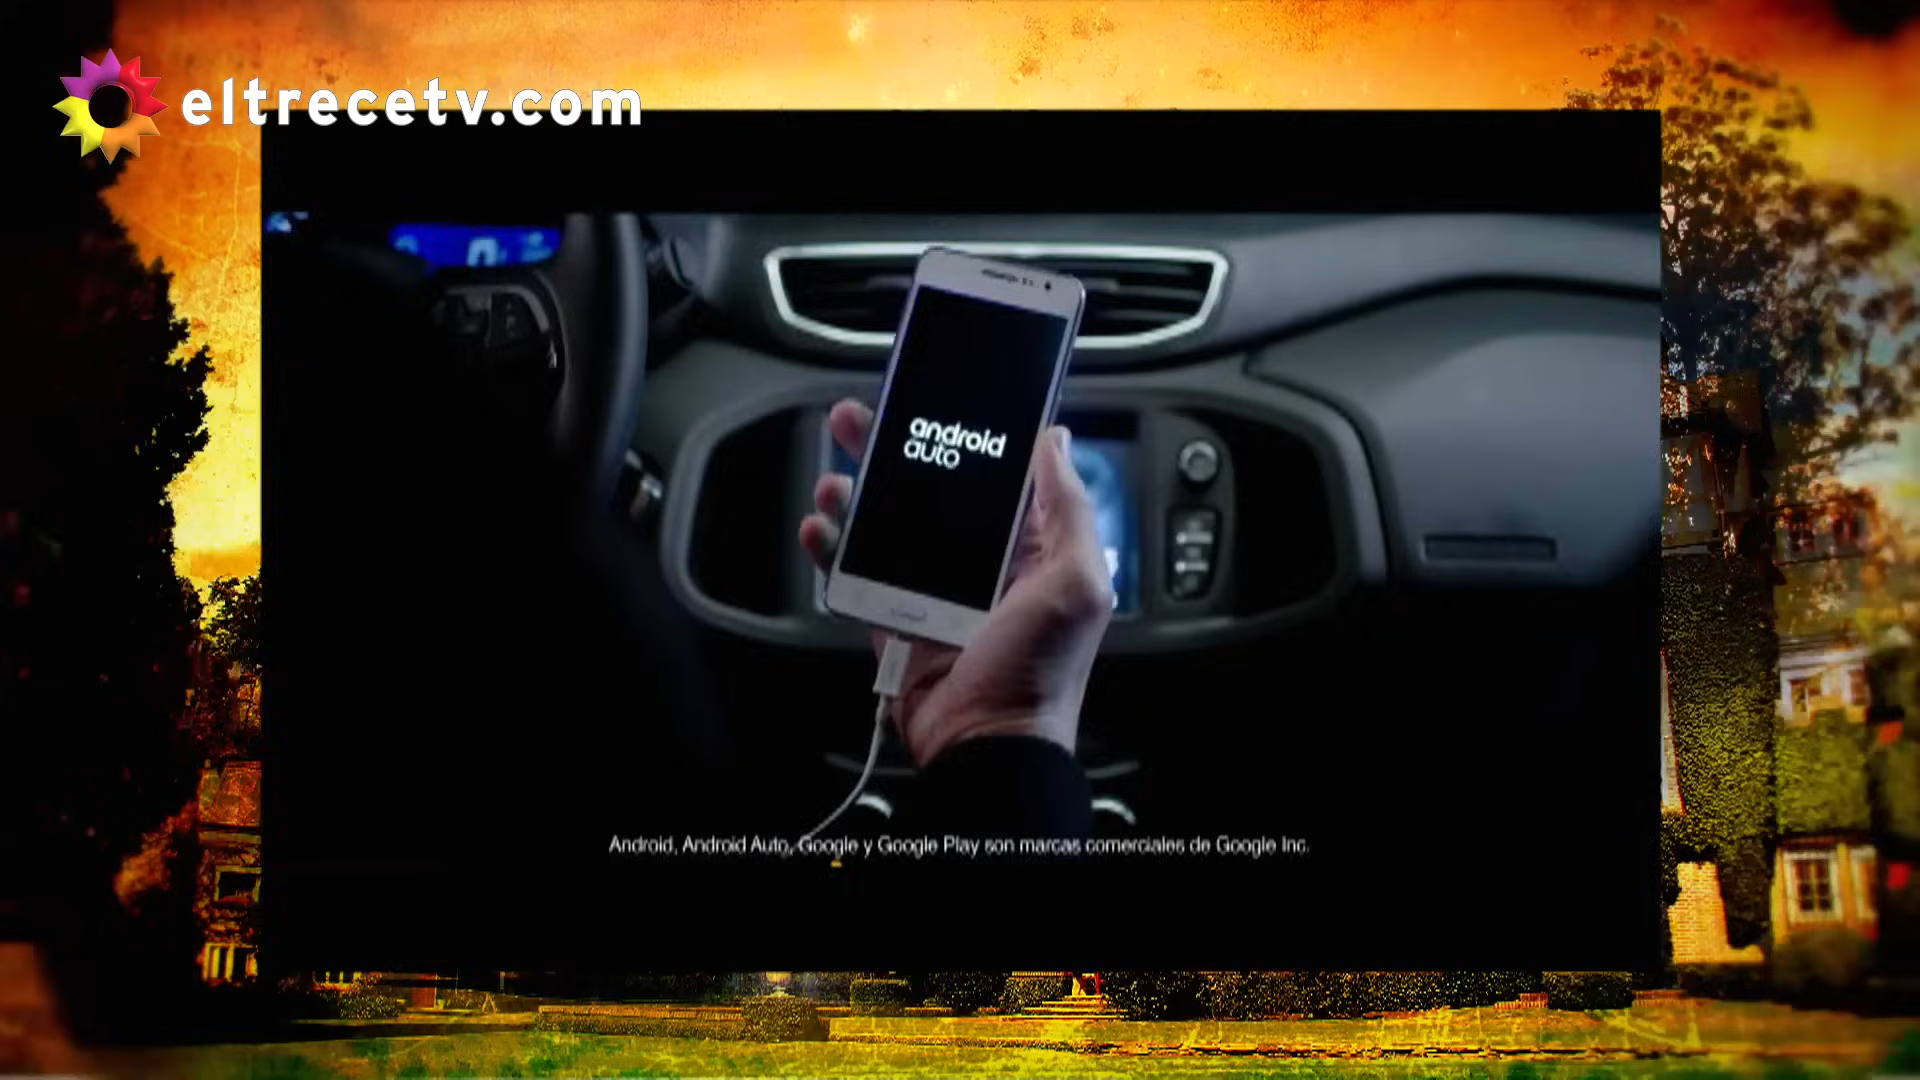 eltrecetv.com
android
auto
Android, Android Auto, Google y Google Play son marcas comerciales de Google Inc.